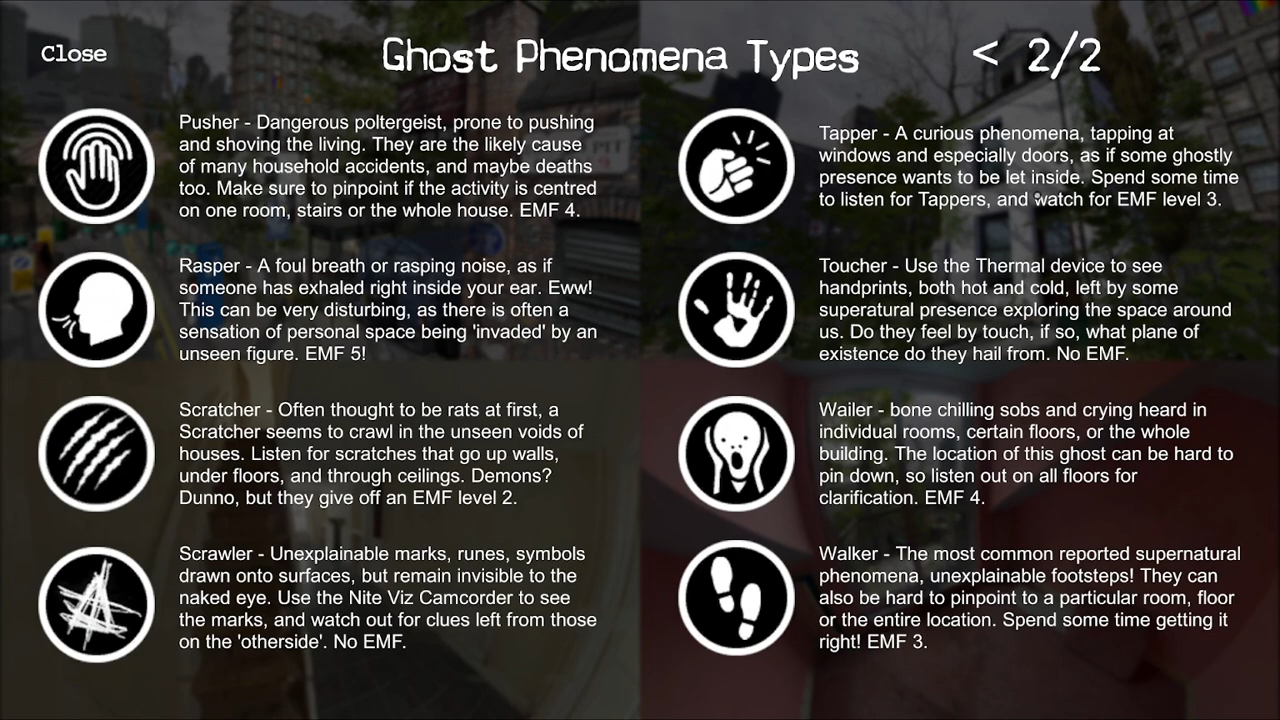 Close
Ghost Phenomena Types
< 2/2
Pusher - Dangerous poltergeist, prone to pushing
and shoving the living. They are the likely cause
of many household accidents, and maybe deaths
too. Make sure to pinpoint if the activity is centred
on one room, stairs or the whole house. EMF 4.
Rasper - A foul breath or rasping noise, as if
someone has exhaled right inside your ear. Eww!
This can be very disturbing, as there is often a
sensation of personal space being 'invaded' by an
unseen figure. EMF 5!
Scratcher - Often thought to be rats at first, a
Scratcher seems to crawl in the unseen voids of
houses. Listen for scratches that go up walls,
under floors, and through ceilings. Demons?
Dunno, but they give off an EMF level 2.
Scrawler - Unexplainable marks, runes, symbols
drawn onto surfaces, but remain invisible to the
naked eye. Use the Nite Viz Camcorder to see
the marks, and watch out for clues left from those
on the 'otherside'. No EMF.
Tapper - A curious phenomena, tapping at
windows and especially doors, as if some ghostly
presence wants to be let inside. Spend some time
to listen for Tappers, and watch for EMF level 3.
Toucher - Use the Thermal device to see
handprints, both hot and cold, left by some
superatural presence exploring the space around
us. Do they feel by touch, if so, what plane of
existence do they hail from. No EMF.
Wailer - bone chilling sobs and crying heard in
individual rooms, certain floors, or the whole
building. The location of this ghost can be hard to
pin down, so listen out on all floors for
clarification. EMF 4.
Walker - The most common reported supernatural
phenomena, unexplainable footsteps! They can
also be hard to pinpoint to a particular room, floor
or the entire location. Spend some time getting it
right! EMF 3.